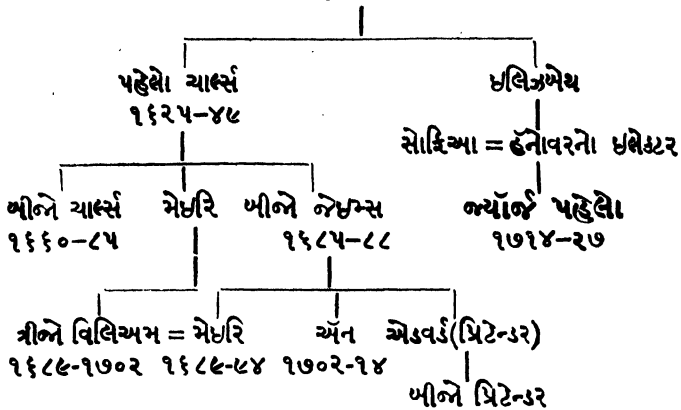 પહેલો ચાર્લ્સ ઇલિઝબેથ
૧૬૨૫–૪૯
સોફિઆ = હૅનોવરનો ઇલેક્ટર
બીજો ચાર્લ્સ મેઇરિ બીજો જેઇમ્સ જ્યૉર્જ પહેલો
૧૬૬૦–૮૫ ૧૬૮૫–૮૮ ૧૭૧૪–૨૭
ત્રીજો વિલિઅમ = મેઇરિ ઍન એડવર્ડ(પ્રિટેન્ડર)
૧૬૮૯-૧૭૦૨ ૧૬૮૯-૯૪ ૧૭૦૨-૧૪
બીજો પ્રિટેન્ડર